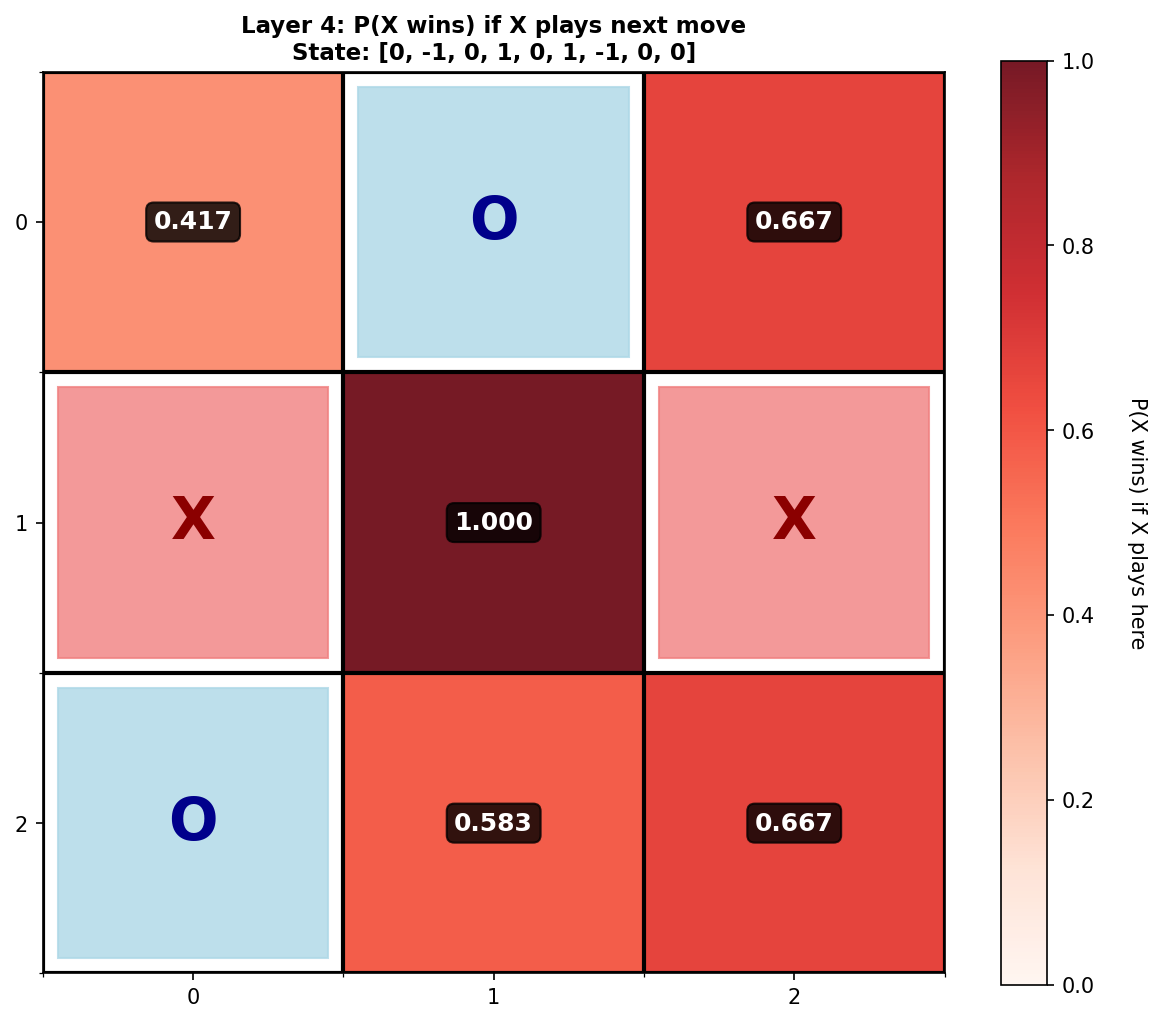 Layer 4: P(X wins) if X plays next move
State: [0, -1, 0, 1, 0, 1, -1, 0, 0]
0
0.417
O
0.667
1
X
1.000
X
2
O
0.583
0.667
0
1
2
1.0
0.8
0.6
0.4
0.2
0.0
P(X wins) if X plays here